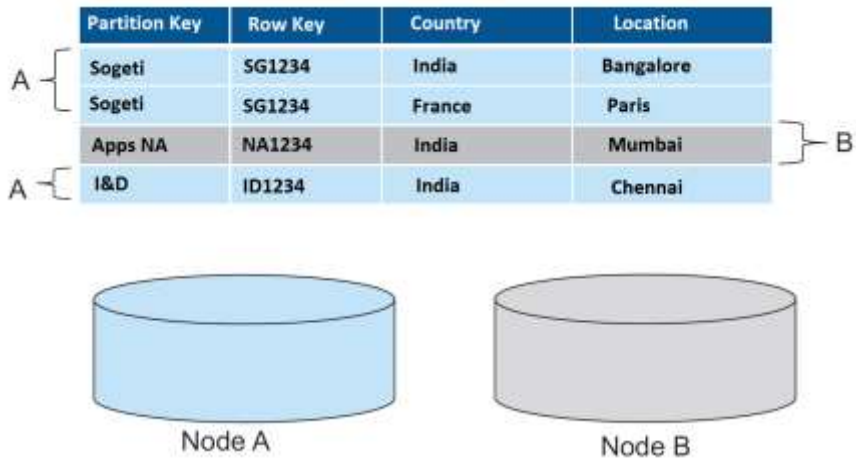 Partition Key Row Key Country Location
A Sogeti SG1234 India Bangalore
Sogeti SG1234 France Paris
Apps NA NA1234 India Mumbai B
A I&D ID1234 India Chennai
Node A Node B